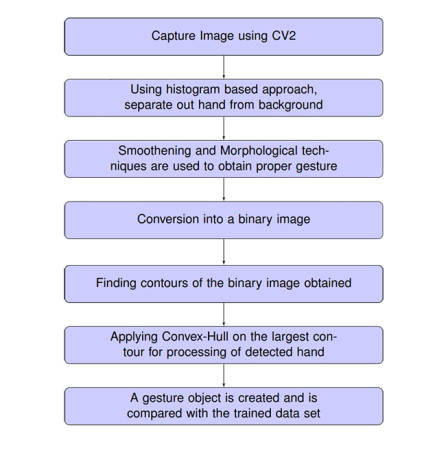 Capture Image using CV2
Using histogram based approach,
separate out hand from background
Smoothening and Morphological tech-
niques are used to obtain proper gesture
Conversion into a binary image
Finding contours of the binary image obtained
Applying Convex-Hull on the largest con-
tour for processing of detected hand
A gesture object is created and is
compared with the trained data set